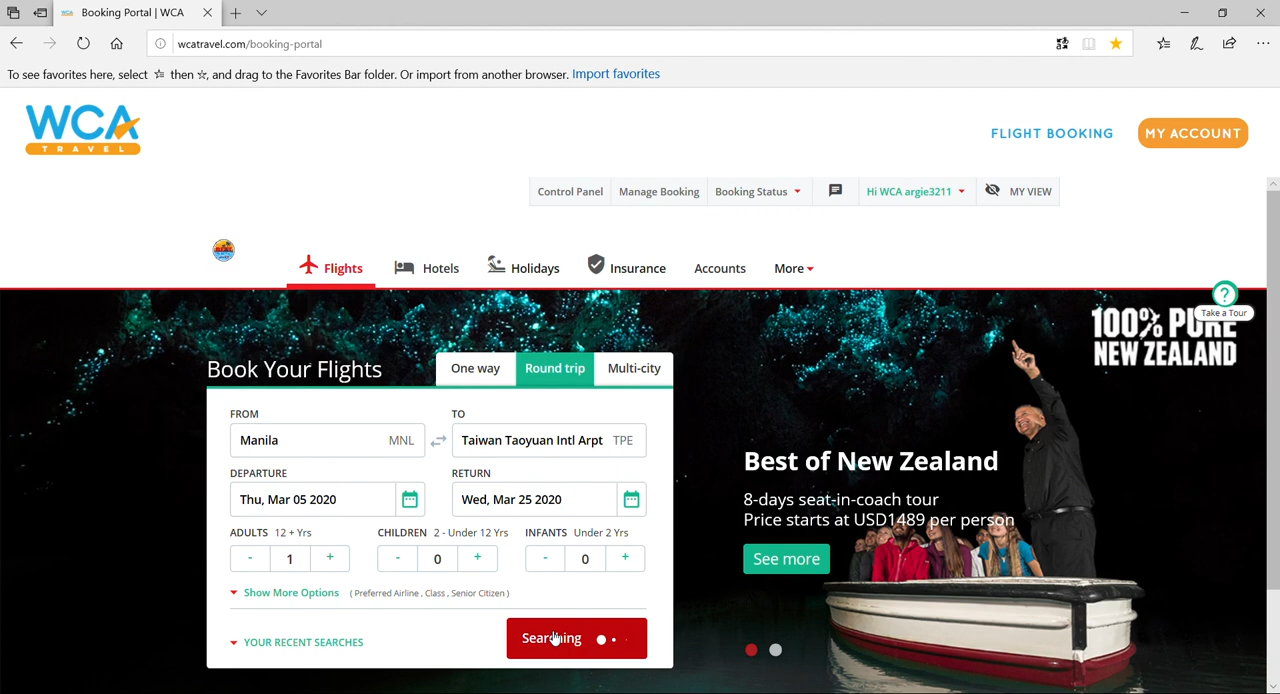 Booking Portal | WCA
wcatravel.com/booking-portal
To see favorites here, select then , and drag to the Favorites Bar folder. Or import from another browser. Import favorites
WCA
TRAVEL
FLIGHT BOOKING
MY ACCOUNT
Control Panel
Manage Booking
Booking Status
Hi WCA argie3211
MY VIEW
Flights
Hotels
Holidays
Insurance
Accounts
More
?
Take a Tour
100% PURE
NEW ZEALAND
Book Your Flights
One way
Round trip
Multi-city
FROM
TO
Manila MNL
Taiwan Taoyuan Intl Arpt TPE
DEPARTURE
RETURN
Thu, Mar 05 2020
Wed, Mar 25 2020
ADULTS 12 + Yrs
CHILDREN 2 - Under 12 Yrs
INFANTS Under 2 Yrs
- 1 +
- 0 +
- 0 +
Show More Options ( Preferred Airline , Class , Senior Citizen )
YOUR RECENT SEARCHES
Searching
Best of New Zealand
8-days seat-in-coach tour
Price starts at USD1489 per person
See more